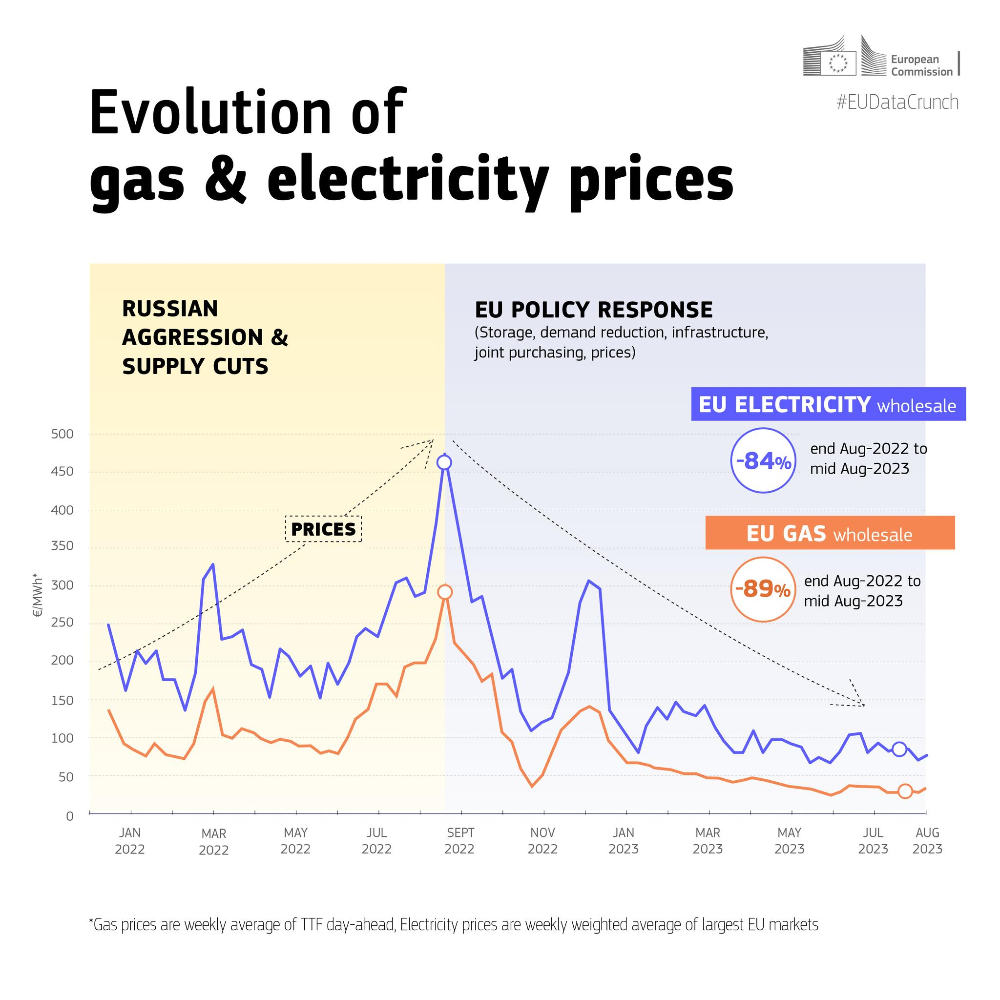 European
Commission
#EUDataCrunch
Evolution of
gas & electricity prices
RUSSIAN
AGGRESSION &
SUPPLY CUTS
EU POLICY RESPONSE
(Storage, demand reduction, infrastructure,
joint purchasing, prices)
EU ELECTRICITY wholesale
-84%
end Aug-2022 to
mid Aug-2023
EU GAS wholesale
-89%
end Aug-2022 to
mid Aug-2023
PRICES
€/MWh*
500
450
400
350
300
250
200
150
100
50
0
JAN 2022
MAR 2022
MAY 2022
JUL 2022
SEPT 2022
NOV 2022
JAN 2023
MAR 2023
MAY 2023
JUL 2023
AUG 2023
*Gas prices are weekly average of TTF day-ahead, Electricity prices are weekly weighted average of largest EU markets